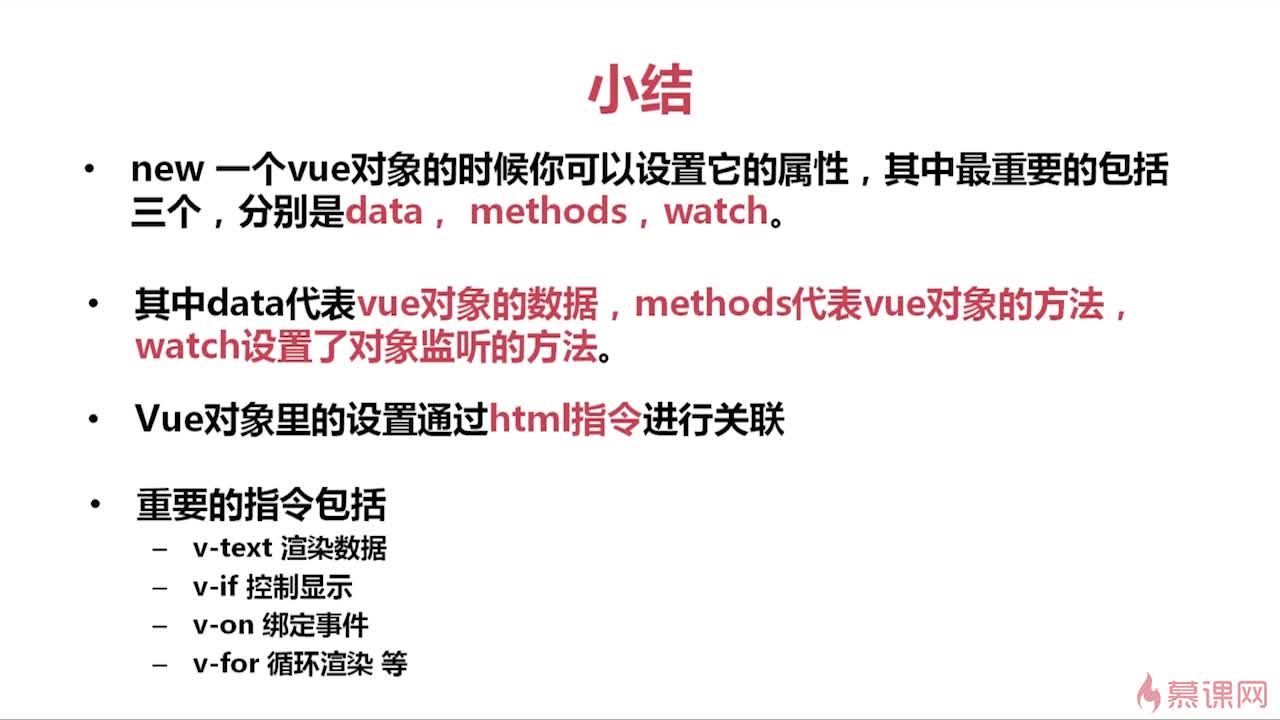 小结
• new 一个vue对象的时候你可以设置它的属性，其中最重要的包括
三个，分别是data， methods，watch。
• 其中data代表vue对象的数据，methods代表vue对象的方法，
watch设置了对象监听的方法。
• Vue对象里的设置通过html指令进行关联
• 重要的指令包括
– v-text 渲染数据
– v-if 控制显示
– v-on 绑定事件
– v-for 循环渲染 等
慕课网